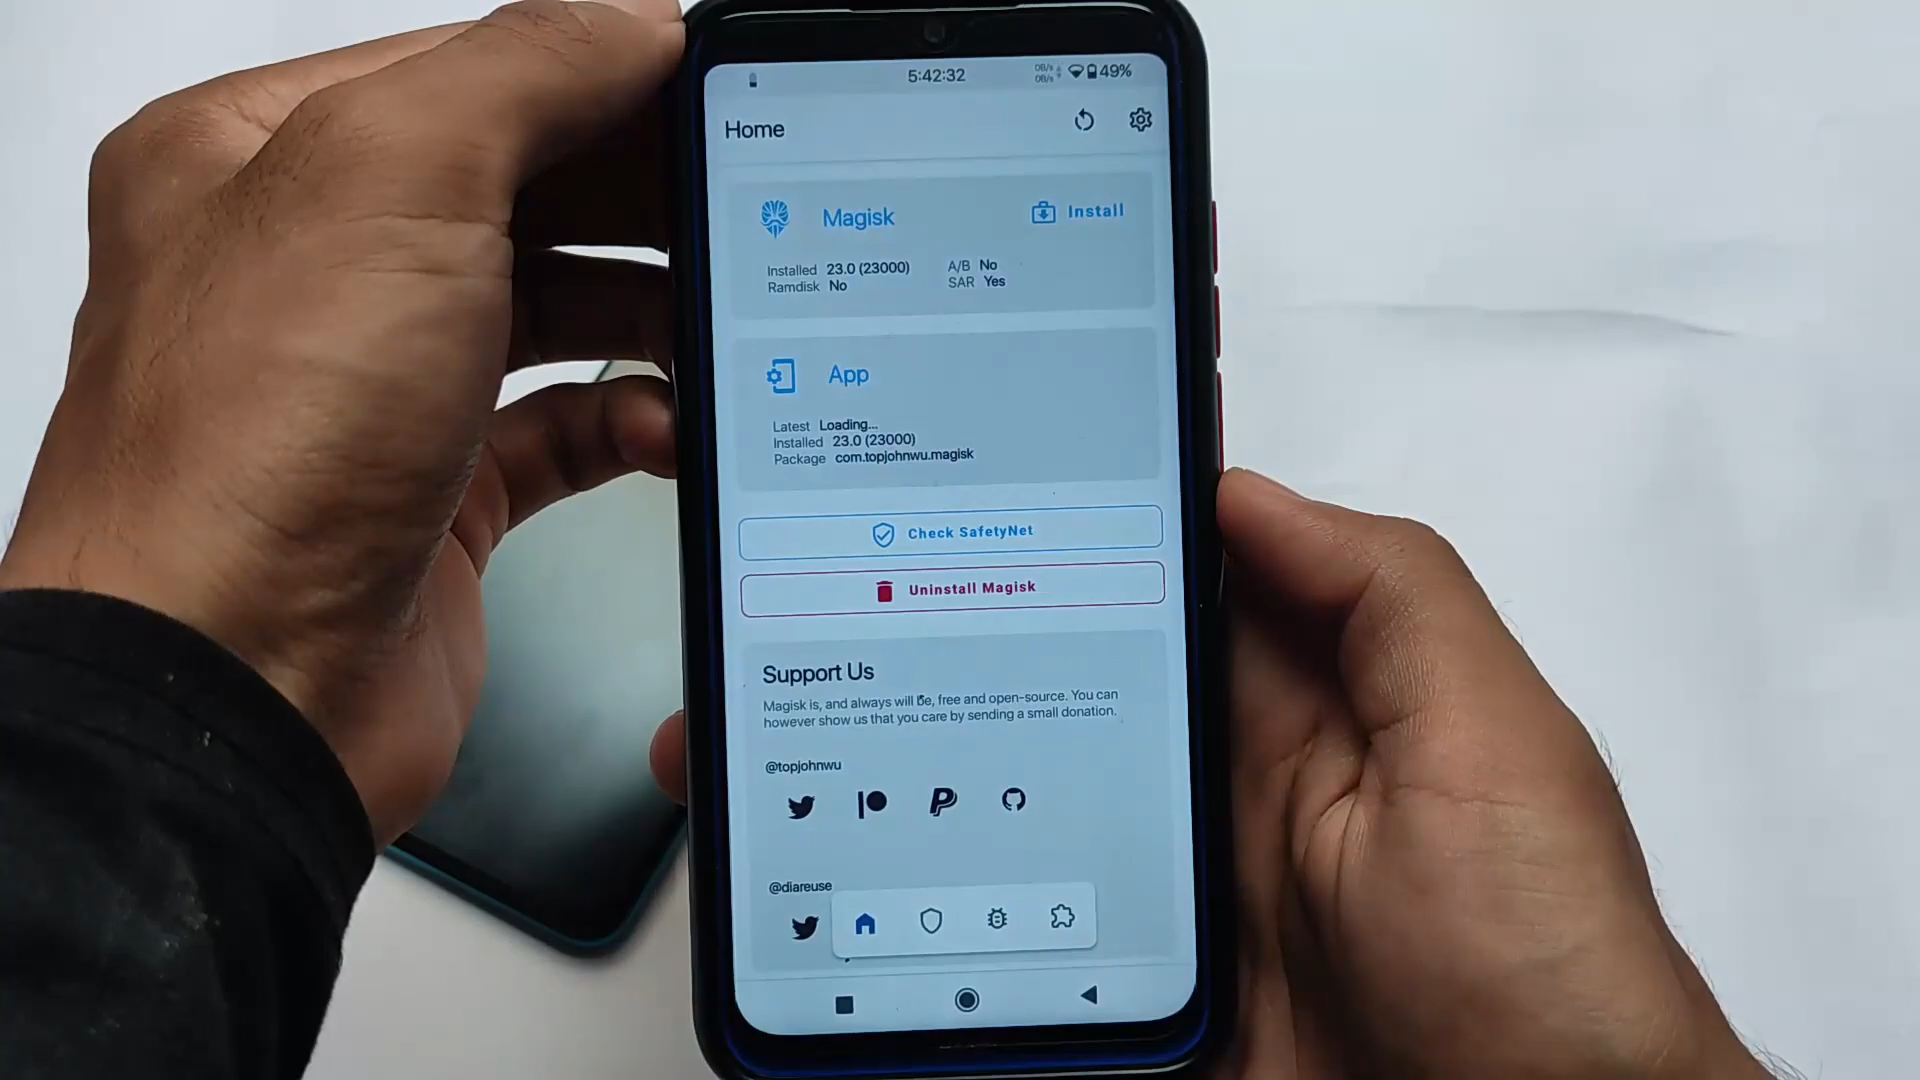 5:42:32
0B/s
0B/s
49%
Home
Magisk
Install
Installed 23.0 (23000)
A/B No
Ramdisk No
SAR Yes
App
Latest Loading...
Installed 23.0 (23000)
Package com.topjohnwu.magisk
Check SafetyNet
Uninstall Magisk
Support Us
Magisk is, and always will be, free and open-source. You can
however show us that you care by sending a small donation.
@topjohnwu
@diareuse